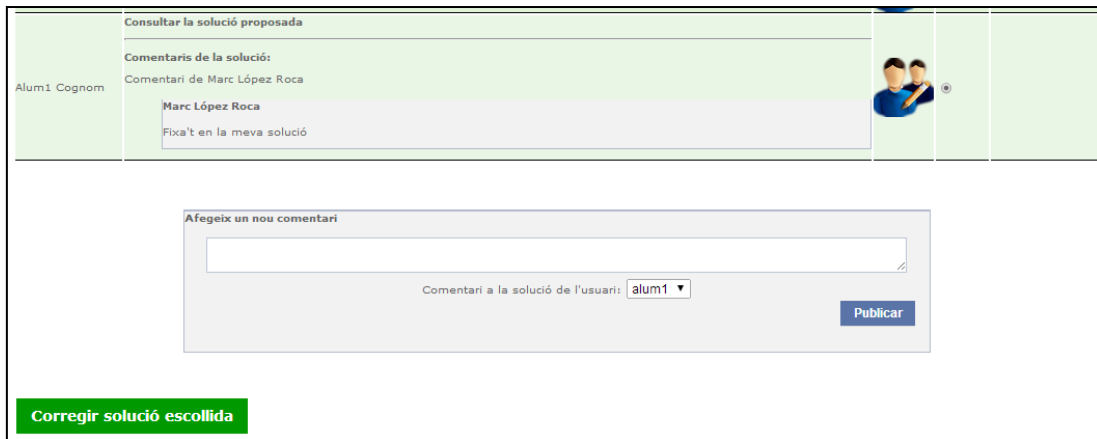 Consultar la solució proposada
Comentaris de la solució:
Alum1 Cognom
Comentari de Marc López Roca
Marc López Roca
Fixa't en la meva solució
Afegeix un nou comentari
Comentari a la solució de l'usuari: alum1
Publicar
Corregir solució escollida